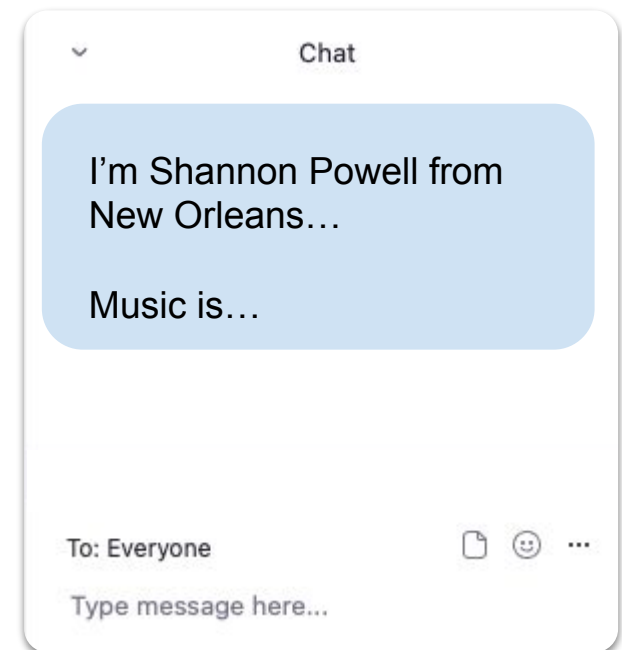 Chat
I’m Shannon Powell from
New Orleans…
Music is…
To: Everyone
Type message here...